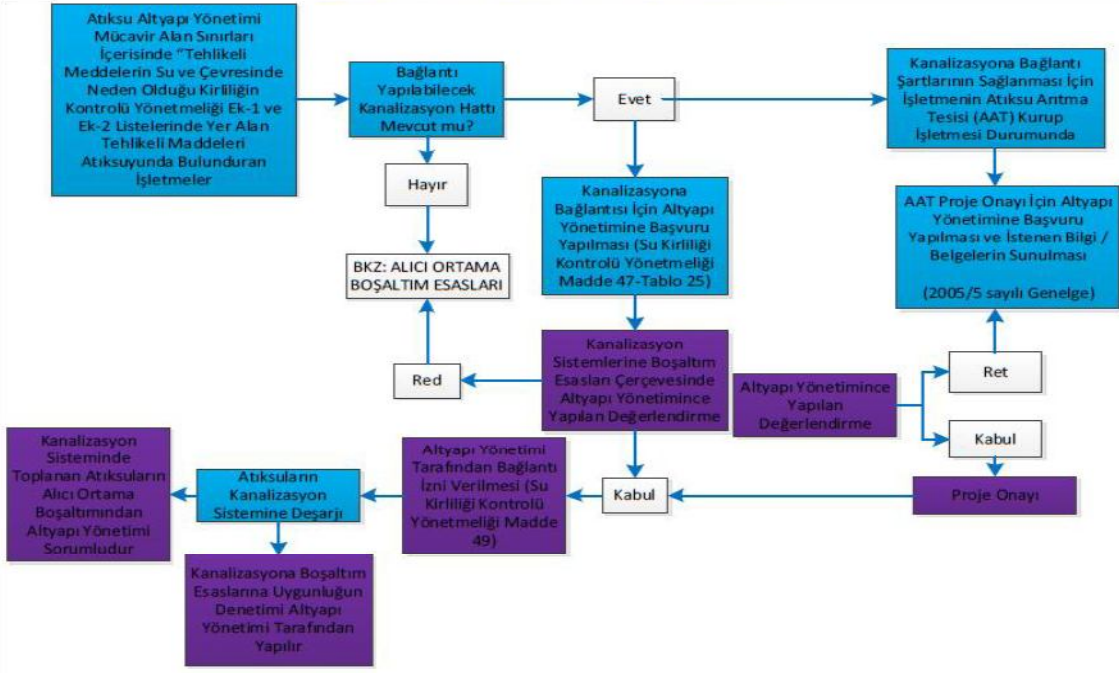 Atıksu Altyapı Yönetimi
Mücavir Alan Sınırları
İçerisinde "Tehlikeli
Meddelerin Su ve Çevresinde
Neden Olduğu Kirliliğin
Kontrolü Yönetmeliği Ek-1 ve
Ek-2 Listelerinde Yer Alan
Tehlikeli Maddeleri
Atıksuyunda Bulunduran
İşletmeler
Bağlantı
Yapılabilecek
Kanalizasyon Hattı
Mevcut mu?
Evet
Kanalizasyona Bağlantı
Şartlarının Sağlanması İçin
İşletmenin Atıksu Arıtma
Tesisi (AAT) Kurup
İşletmesi Durumunda
Hayır
BKZ: ALICI ORTAMA
BOŞALTIM ESASLARI
Kanalizasyona
Bağlantısı İçin Altyapı
Yönetimine Başvuru
Yapılması (Su Kirliliği
Kontrolü Yönetmeliği
Madde 47-Tablo 25)
AAT Proje Onayı İçin Altyapı
Yönetimine Başvuru
Yapılması ve İstenen Bilgi /
Belgelerin Sunulması
(2005/5 sayılı Genelge)
Red
Kanalizasyon
Sistemlerine Boşaltım
Esasları Çerçevesinde
Altyapı Yönetimince
Yapılan Değerlendirme
Altyapı Yönetimince
Yapılan
Değerlendirme
Ret
Kabul
Proje Onayı
Kabul
Altyapı Yönetimi
Tarafından Bağlantı
İzni Verilmesi (Su
Kirliliği Kontrolü
Yönetmeliği Madde
49)
Atıksuların
Kanalizasyon
Sistemine Deşarjı
Kanalizasyon
Sisteminde
Toplanan Atıksuların
Alıcı Ortama
Boşaltımından
Altyapı Yönetimi
Sorumludur
Kanalizasyona Boşaltım
Esaslarına Uygunluğun
Denetimi Altyapı
Yönetimi Tarafından
Yapılır